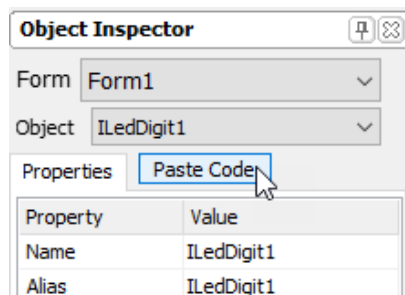 Object Inspector
Form Form1
Object ILedDigit1
Properties Paste Code
Property Value
Name ILedDigit1
Alias ILedDigit1